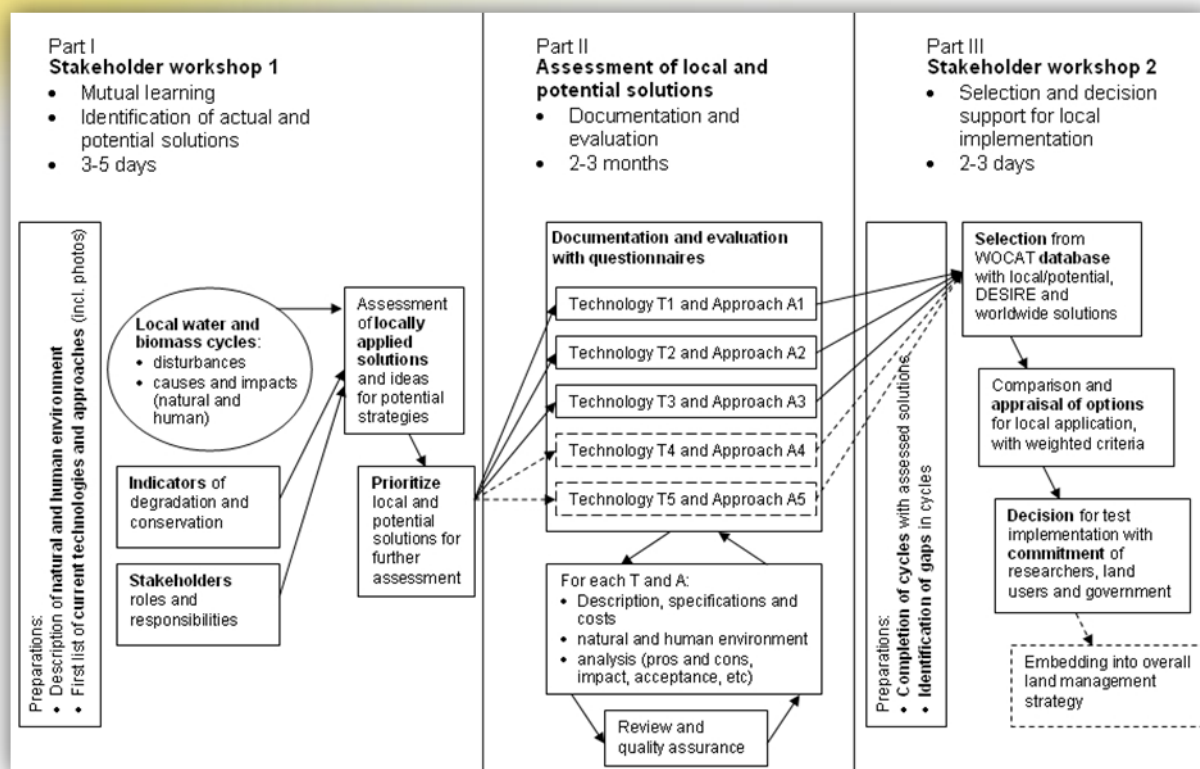 Part I
Stakeholder workshop 1
• Mutual learning
• Identification of actual and
potential solutions
• 3-5 days
Preparations:
• Description of natural and human environment
• First list of current technologies and approaches (incl. photos)
Local water and
biomass cycles:
• disturbances
• causes and impacts
(natural and
human)
Indicators of
degradation and
conservation
Stakeholders
roles and
responsibilities
Assessment
of locally
applied
solutions
and ideas
for potential
strategies
Prioritize
local and
potential
solutions for
further
assessment
Part II
Assessment of local and
potential solutions
• Documentation and
evaluation
• 2-3 months
Documentation and evaluation
with questionnaires
Technology T1 and Approach A1
Technology T2 and Approach A2
Technology T3 and Approach A3
Technology T4 and Approach A4
Technology T5 and Approach A5
For each T and A:
• Description, specifications and
costs
• natural and human environment
• analysis (pros and cons,
impact, acceptance, etc)
Review and
quality assurance
Part III
Stakeholder workshop 2
• Selection and decision
support for local
implementation
• 2-3 days
Preparations:
• Completion of cycles with assessed solutions
• Identification of gaps in cycles
Selection from
WOCAT database
with local/potential,
DESIRE and
worldwide solutions
Comparison and
appraisal of options
for local application,
with weighted criteria
Decision for test
implementation with
commitment of
researchers, land
users and government
Embedding into overall
land management
strategy